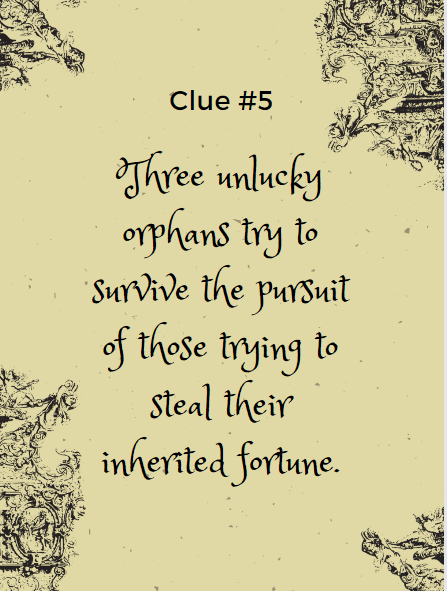 Clue #5
Three unlucky
orphans try to
survive the pursuit
of those trying to
steal their
inherited fortune.